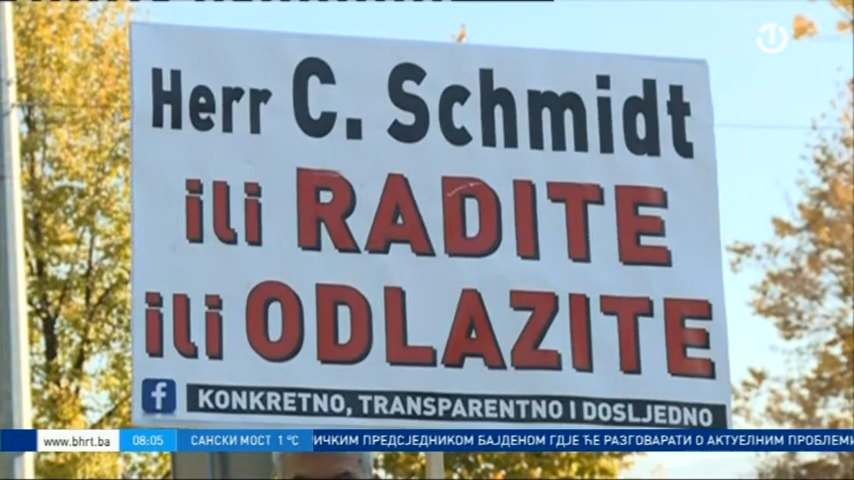 Herr C. Schmidt
ili RADITE
ili ODLAZITE
KONKRETNO, TRANSPARENTNO I DOSLJEDNO
www.bhrt.ba 08:05 САНСКИ МОСТ 1 °C ИЧКИМ ПРЕДСЈЕДНИКОМ БАЈДЕНОМ ГДЈЕ ЋЕ РАЗГОВАРАТИ О АКТУЕЛНИМ ПРОБЛЕМИ